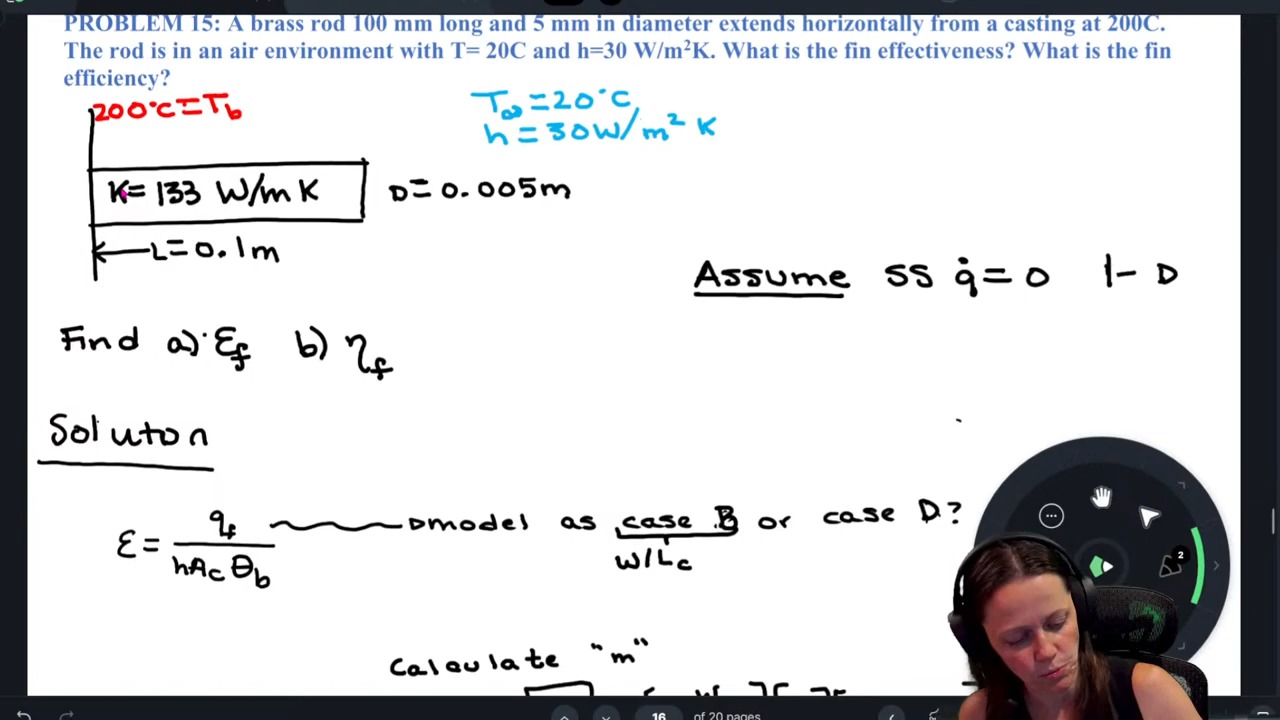 PROBLEM 15: A brass rod 100 mm long and 5 mm in diameter extends horizontally from a casting at 200C.
The rod is in an air environment with T= 20C and h=30 W/m²K. What is the fin effectiveness? What is the fin
efficiency?
200°C=Tb
T∞=20°C
h=30W/m² K
K= 133 W/mK
D=0.005m
L=0.1m
Assume SS q̇=0 1-D
Find a) εf b) ηf
Soluton
ε= qf / hAcθb
model as case B or case D?
W/Lc
Calculate "m"
2
16 of 20 pages